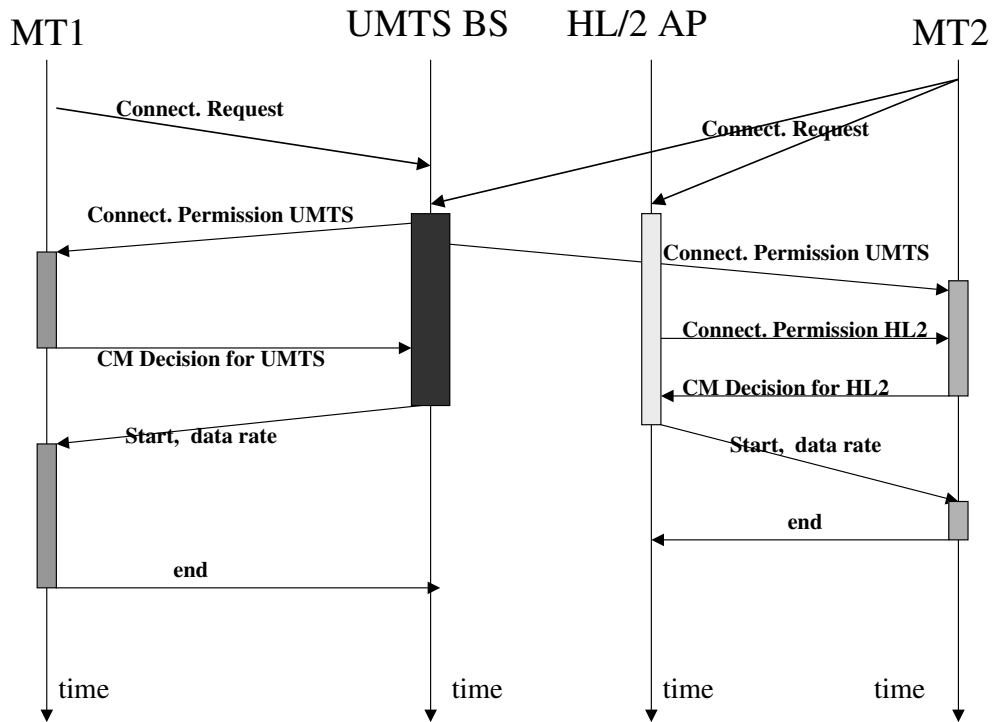 MT1
UMTS BS
HL/2 AP
MT2
Connect. Request
Connect. Request
Connect. Permission UMTS
Connect. Permission UMTS
Connect. Permission HL2
CM Decision for UMTS
CM Decision for HL2
Start, data rate
Start, data rate
end
end
time
time
time
time